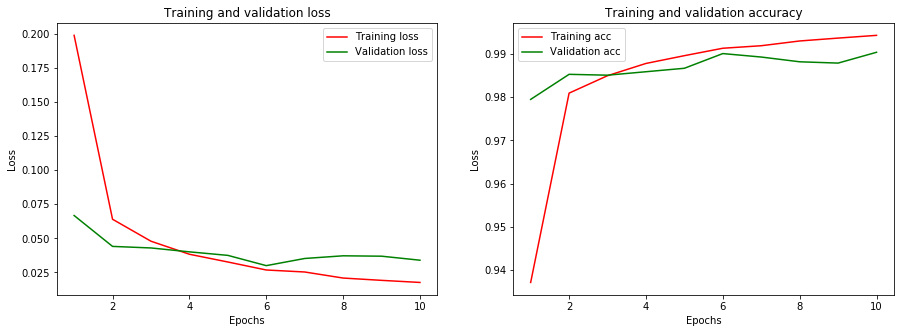 Training and validation loss
Training loss
Validation loss
0.200
0.175
0.150
0.125
0.100
0.075
0.050
0.025
Loss
2
4
6
8
10
Epochs
Training and validation accuracy
Training acc
Validation acc
0.99
0.98
0.97
0.96
0.95
0.94
Loss
2
4
6
8
10
Epochs